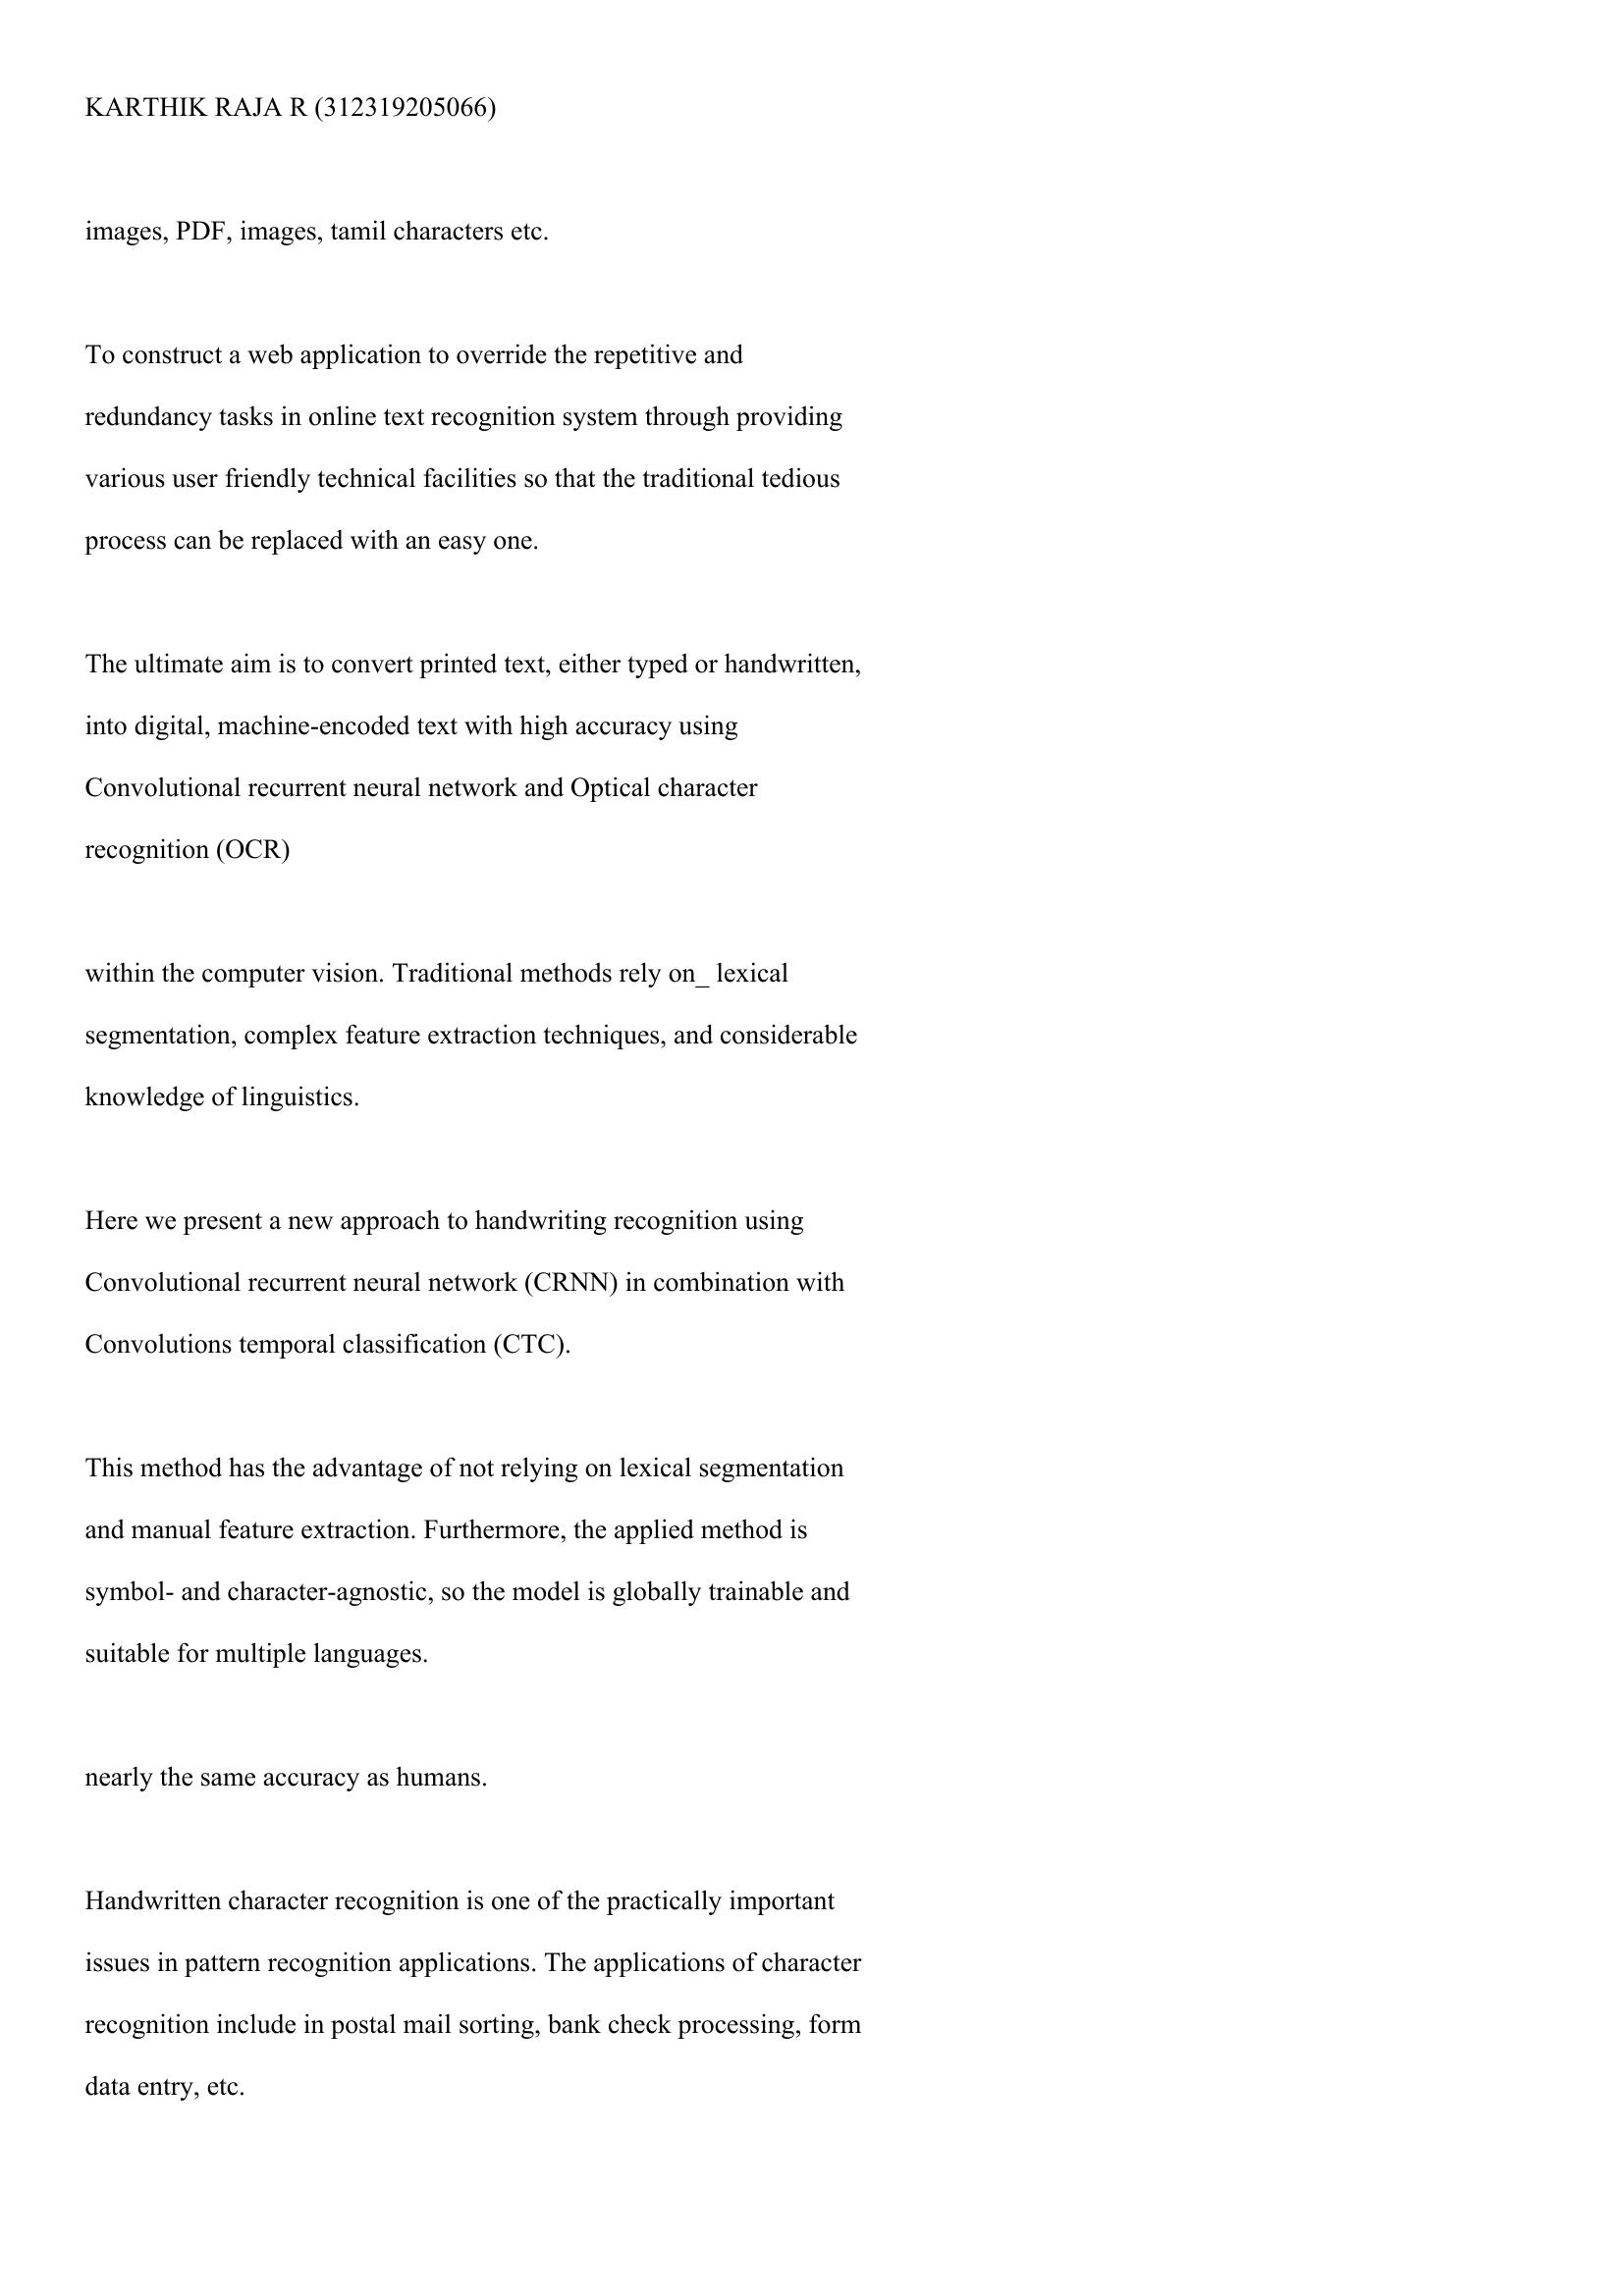 KARTHIK RAJA R (312319205066)
images, PDF, images, tamil characters etc.
To construct a web application to override the repetitive and
redundancy tasks in online text recognition system through providing
various user friendly technical facilities so that the traditional tedious
process can be replaced with an easy one.
The ultimate aim is to convert printed text, either typed or handwritten,
into digital, machine-encoded text with high accuracy using
Convolutional recurrent neural network and Optical character
recognition (OCR)
within the computer vision. Traditional methods rely on_ lexical
segmentation, complex feature extraction techniques, and considerable
knowledge of linguistics.
Here we present a new approach to handwriting recognition using
Convolutional recurrent neural network (CRNN) in combination with
Convolutions temporal classification (CTC).
This method has the advantage of not relying on lexical segmentation
and manual feature extraction. Furthermore, the applied method is
symbol- and character-agnostic, so the model is globally trainable and
suitable for multiple languages.
nearly the same accuracy as humans.
Handwritten character recognition is one of the practically important
issues in pattern recognition applications. The applications of character
recognition include in postal mail sorting, bank check processing, form
data entry, etc.